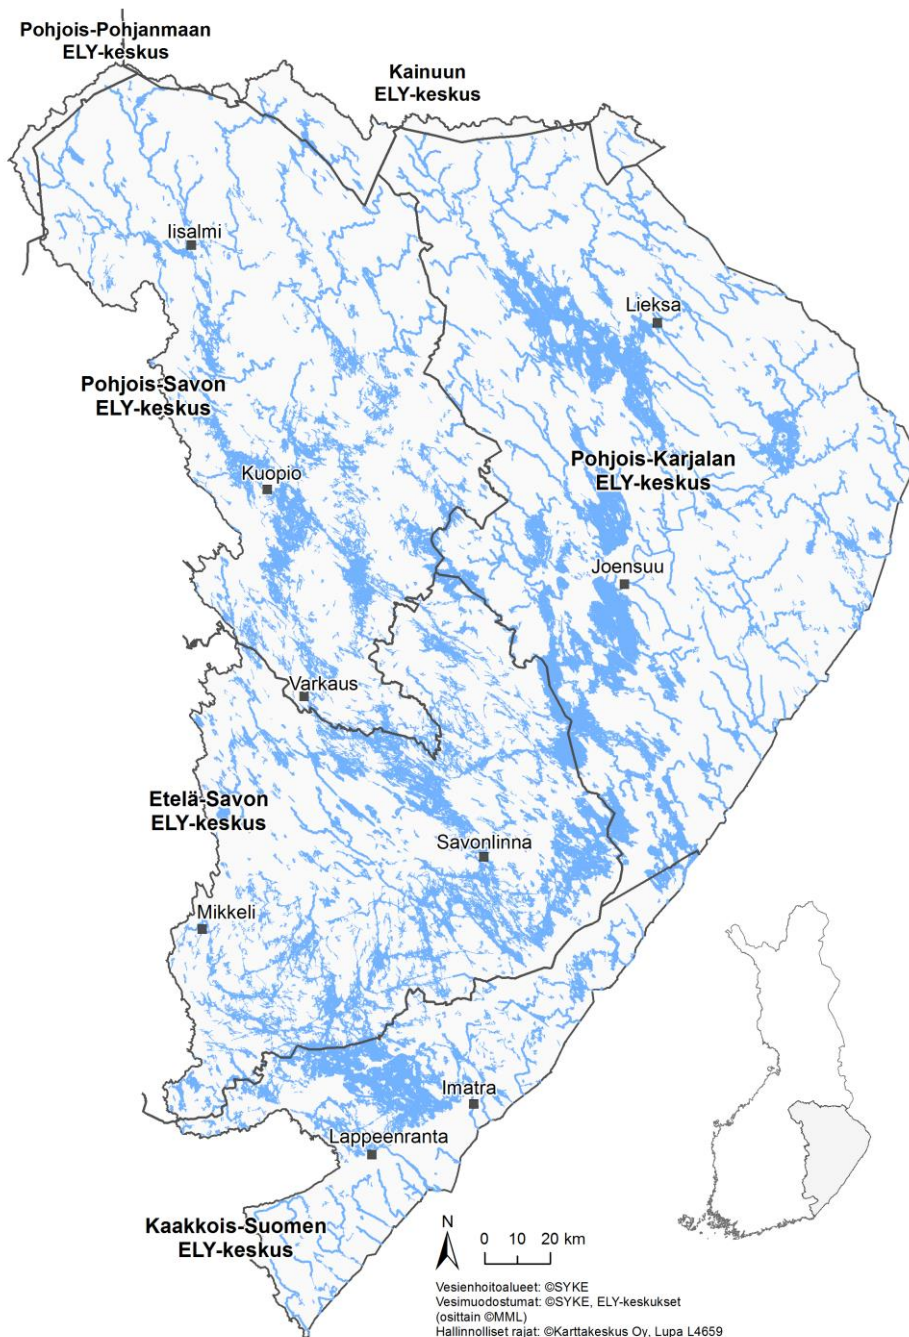 Pohjois-Pohjanmaan
ELY-keskus
Kainuun
ELY-keskus
Iisalmi
Lieksa
Pohjois-Savon
ELY-keskus
Pohjois-Karjalan
ELY-keskus
Kuopio
Joensuu
Varkaus
Etelä-Savon
ELY-keskus
Savonlinna
Mikkeli
Imatra
Lappeenranta
Kaakkois-Suomen
ELY-keskus
N
0 10 20 km
Vesienhoitoalueet: ©SYKE
Vesimuodostumat: ©SYKE, ELY-keskukset
(osittain ©MML)
Hallinnolliset rajat: ©Karttakeskus Oy, Lupa L4659